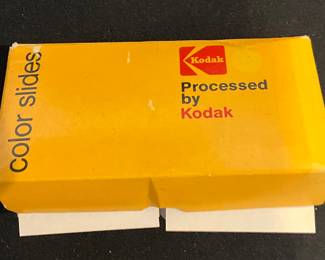 color slides
Kodak
Processed
by
Kodak